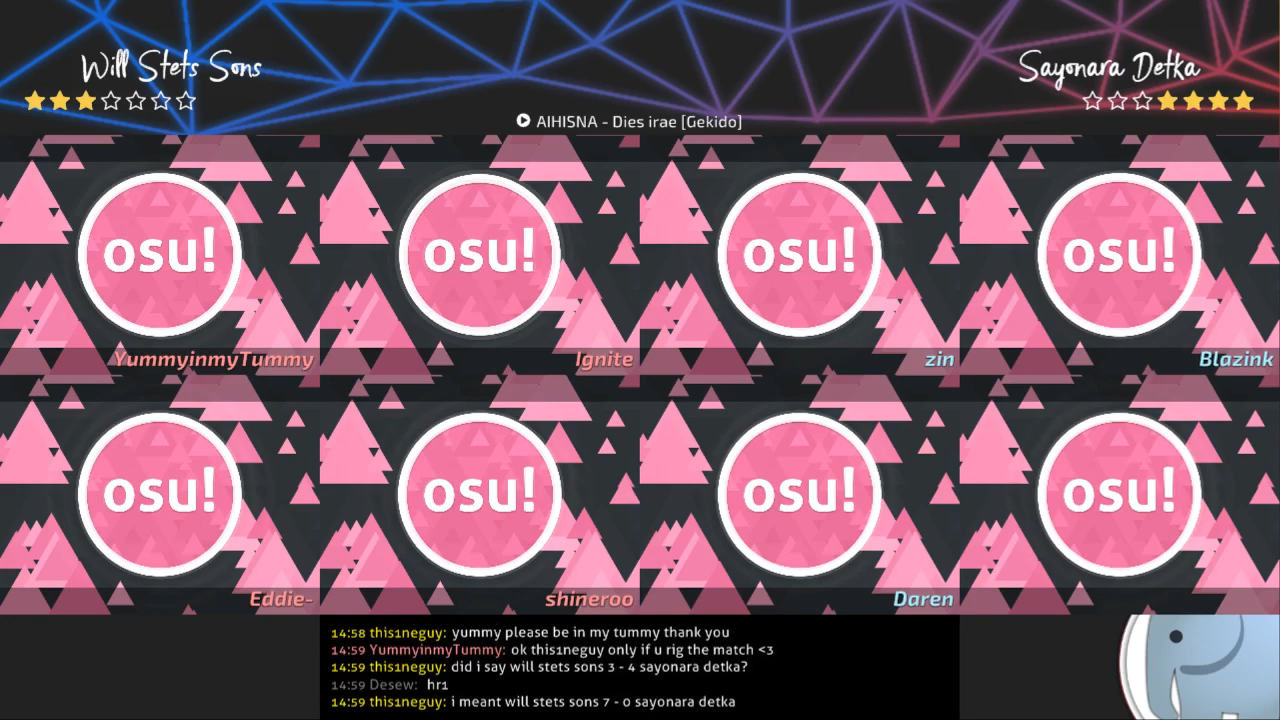 Will Stets Sons
Sayonara Detka
AIHISNA - Dies irae [Gekido]
osu!
osu!
osu!
osu!
YummyinmyTummy
Ignite
zin
Blazink
osu!
osu!
osu!
osu!
Eddie-
shineroo
Daren
14:58 this1neguy: yummy please be in my tummy thank you
14:59 YummyinmyTummy: ok this1neguy only if u rig the match <3
14:59 this1neguy: did i say will stets sons 3 - 4 sayonara detka?
14:59 Desew: hr1
14:59 this1neguy: i meant will stets sons 7 - 0 sayonara detka